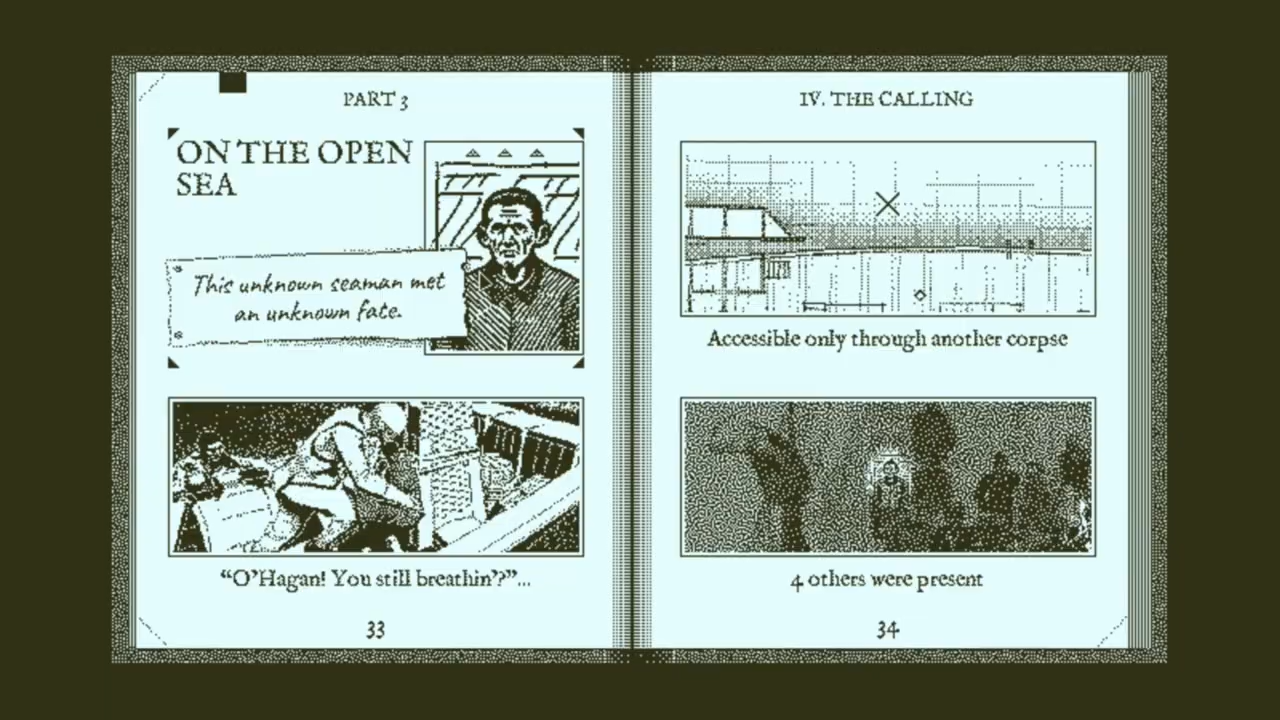 PART 3
ON THE OPEN
SEA
This unknown seaman met
an unknown fate.
“O’Hagan! You still breathin’?”...
33
IV. THE CALLING
Accessible only through another corpse
4 others were present
34